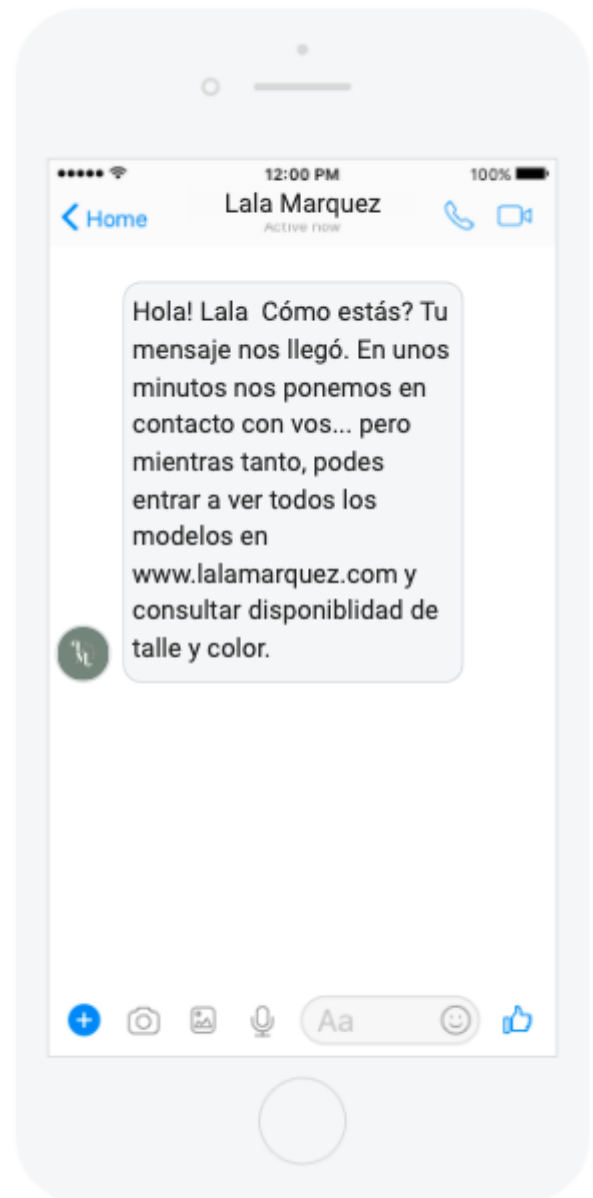 12:00 PM
100%
Home
Lala Marquez
Active now
Hola! Lala  Cómo estás? Tu
mensaje nos llegó. En unos
minutos nos ponemos en
contacto con vos... pero
mientras tanto, podes
entrar a ver todos los
modelos en
www.lalamarquez.com y
consultar disponiblidad de
talle y color.
Aa